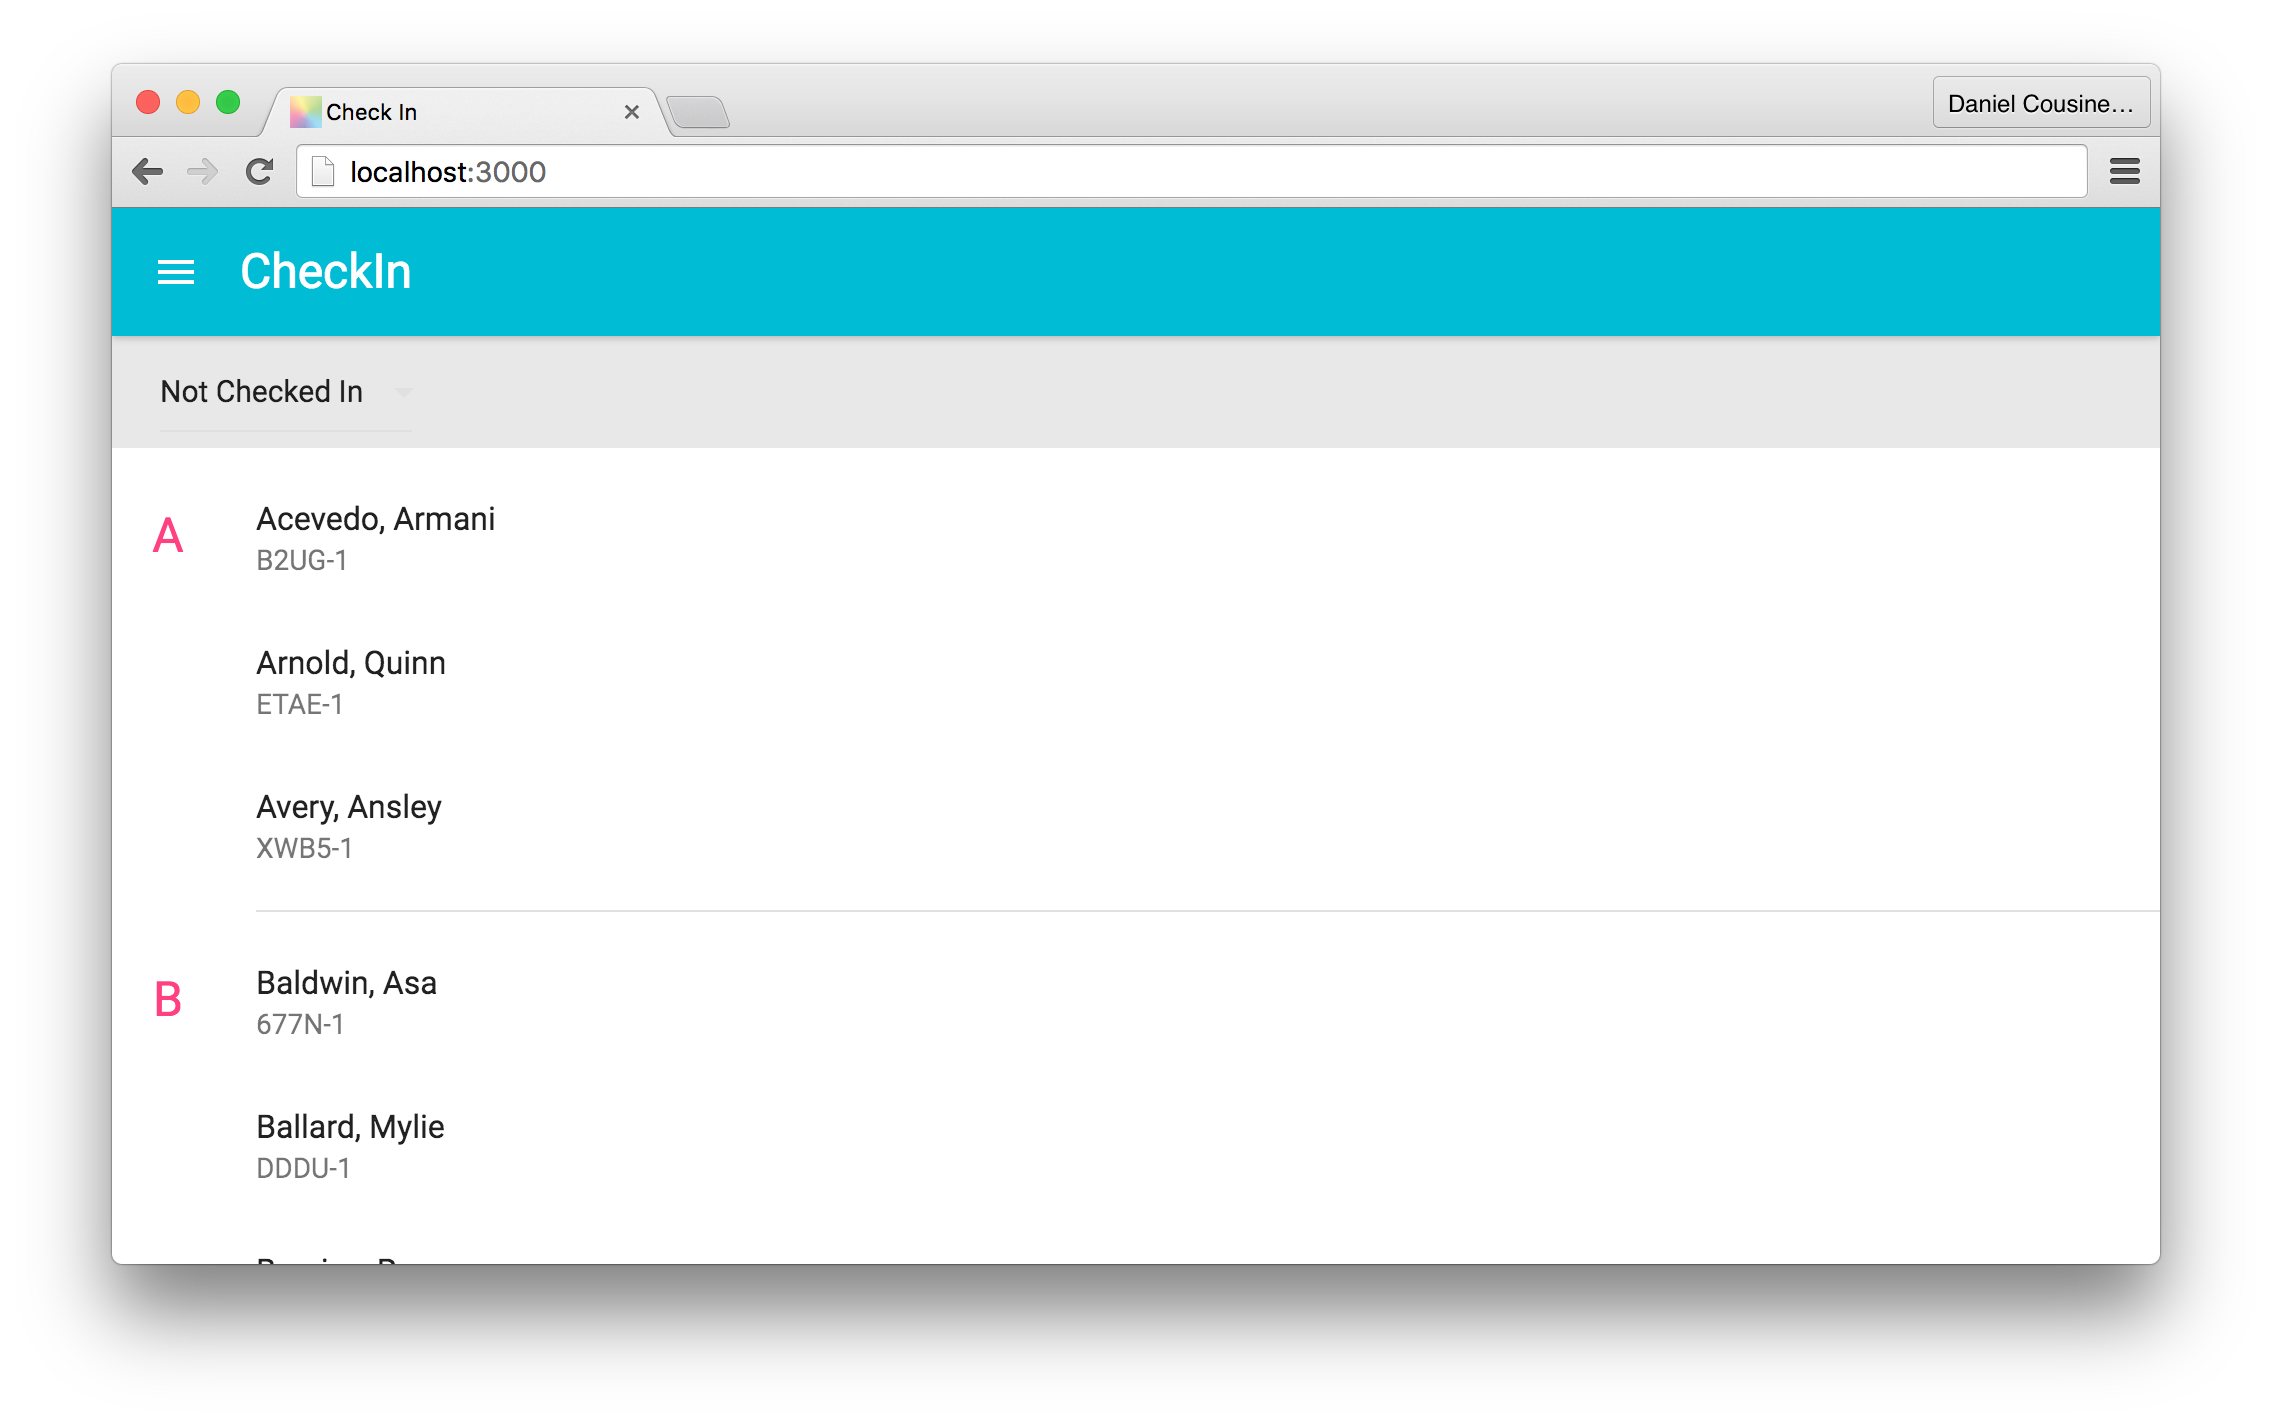 Check In
Daniel Cousine…
localhost:3000
CheckIn
Not Checked In
A
Acevedo, Armani
B2UG-1
Arnold, Quinn
ETAE-1
Avery, Ansley
XWB5-1
B
Baldwin, Asa
677N-1
Ballard, Mylie
DDDU-1